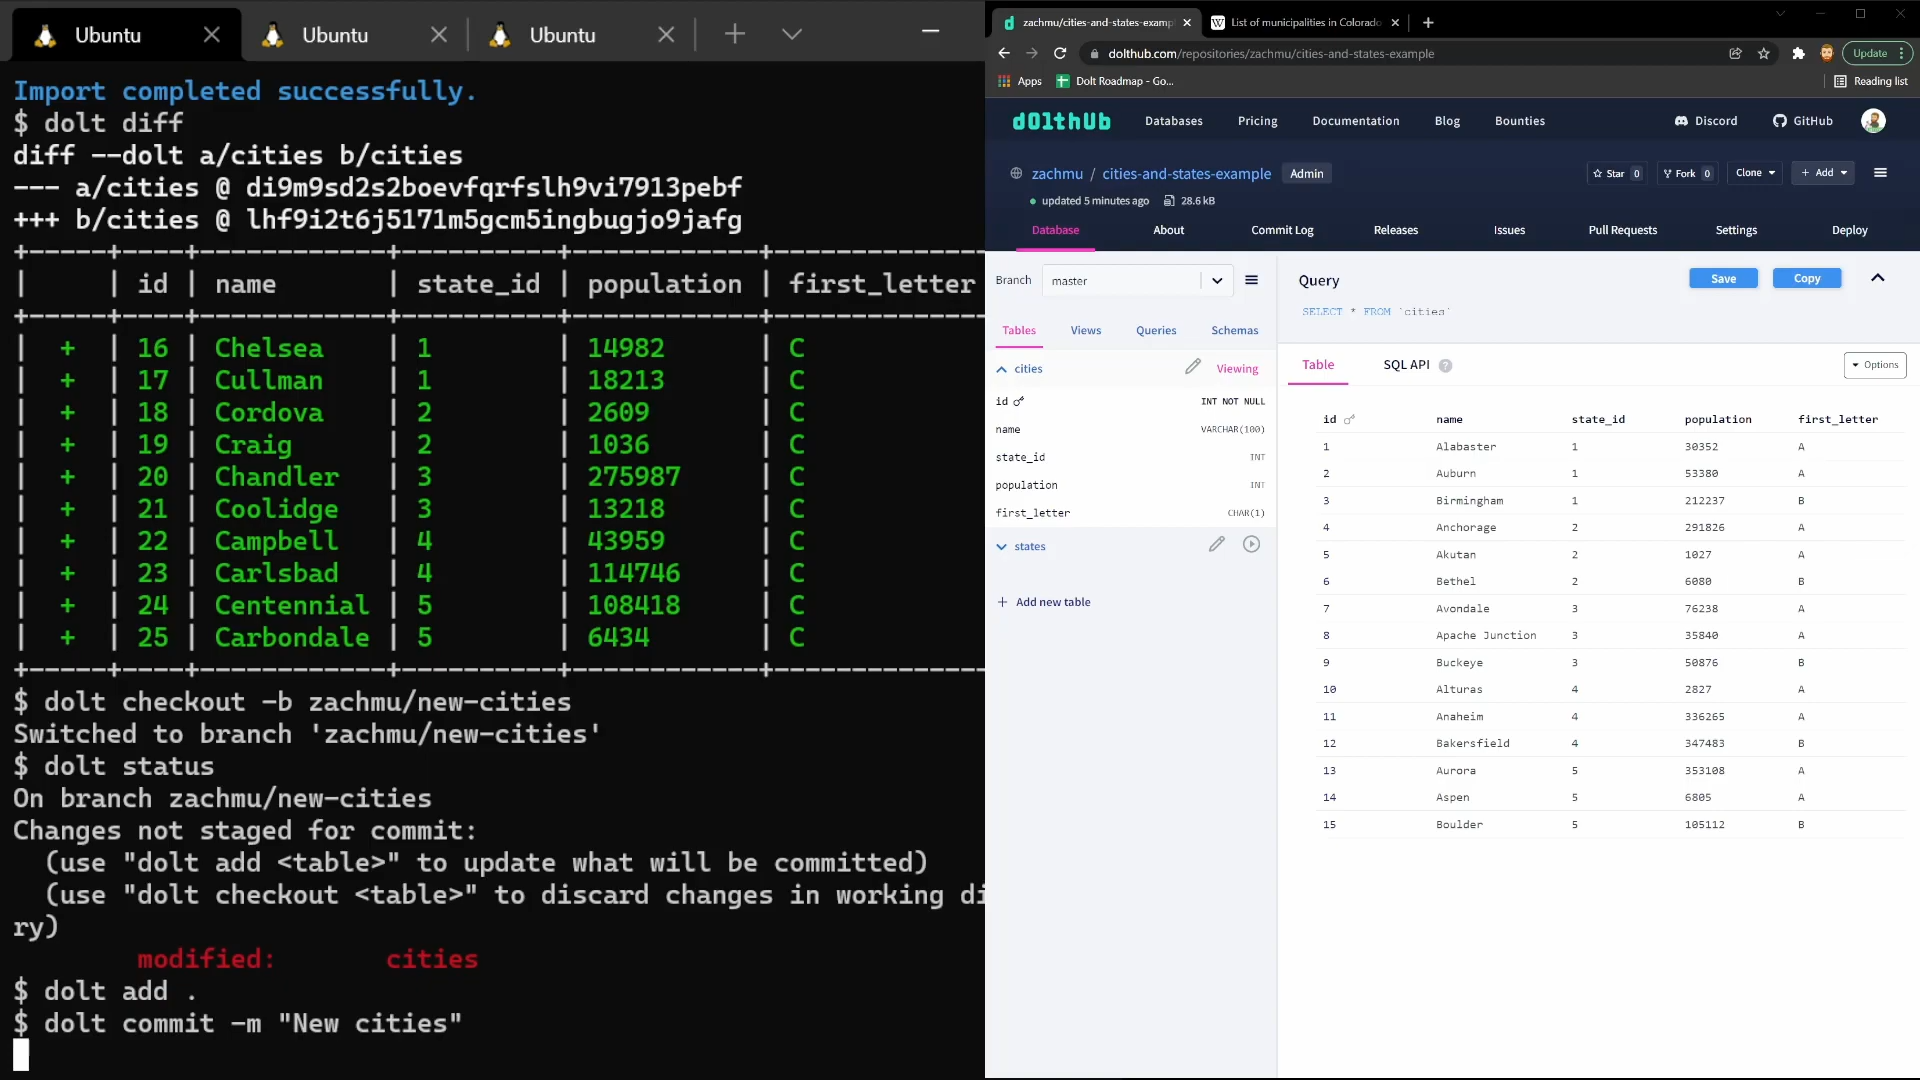 Ubuntu
Ubuntu
Ubuntu
Import completed successfully.
$ dolt diff
diff --dolt a/cities b/cities
--- a/cities @ di9m9sd2s2boevfqrfslh9vi7913pebf
+++ b/cities @ lhf9i2t6j5171m5gcm5ingbugjo9jafg
| | id | name | state_id | population | first_letter
| + | 16 | Chelsea | 1 | 14982 | C
| + | 17 | Cullman | 1 | 18213 | C
| + | 18 | Cordova | 2 | 2609 | C
| + | 19 | Craig | 2 | 1036 | C
| + | 20 | Chandler | 3 | 275987 | C
| + | 21 | Coolidge | 3 | 13218 | C
| + | 22 | Campbell | 4 | 43959 | C
| + | 23 | Carlsbad | 4 | 114746 | C
| + | 24 | Centennial | 5 | 108418 | C
| + | 25 | Carbondale | 5 | 6434 | C
$ dolt checkout -b zachmu/new-cities
Switched to branch 'zachmu/new-cities'
$ dolt status
On branch zachmu/new-cities
Changes not staged for commit:
(use "dolt add <table>" to update what will be committed)
(use "dolt checkout <table>" to discard changes in working di
ry)
modified: cities
$ dolt add .
$ dolt commit -m "New cities"
zachmu/cities-and-states-examp
W List of municipalities in Colorado
dolthub.com/repositories/zachmu/cities-and-states-example
Update
Apps
Dolt Roadmap - Go...
Reading list
dolthub
Databases
Pricing
Documentation
Blog
Bounties
Discord
GitHub
zachmu / cities-and-states-example
Admin
Star 0
Fork 0
Clone
+ Add
updated 5 minutes ago
28.6 kB
Database
About
Commit Log
Releases
Issues
Pull Requests
Settings
Deploy
Branch
master
Tables
Views
Queries
Schemas
cities
Viewing
id INT NOT NULL
name VARCHAR(100)
state_id INT
population INT
first_letter CHAR(1)
states
+ Add new table
Query
Save
Copy
SELECT * FROM `cities`
Table
SQL API ?
Options
id name state_id population first_letter
1 Alabaster 1 30352 A
2 Auburn 1 53380 A
3 Birmingham 1 212237 B
4 Anchorage 2 291826 A
5 Akutan 2 1027 A
6 Bethel 2 6080 B
7 Avondale 3 76238 A
8 Apache Junction 3 35840 A
9 Buckeye 3 50876 B
10 Alturas 4 2827 A
11 Anaheim 4 336265 A
12 Bakersfield 4 347483 B
13 Aurora 5 353108 A
14 Aspen 5 6805 A
15 Boulder 5 105112 B